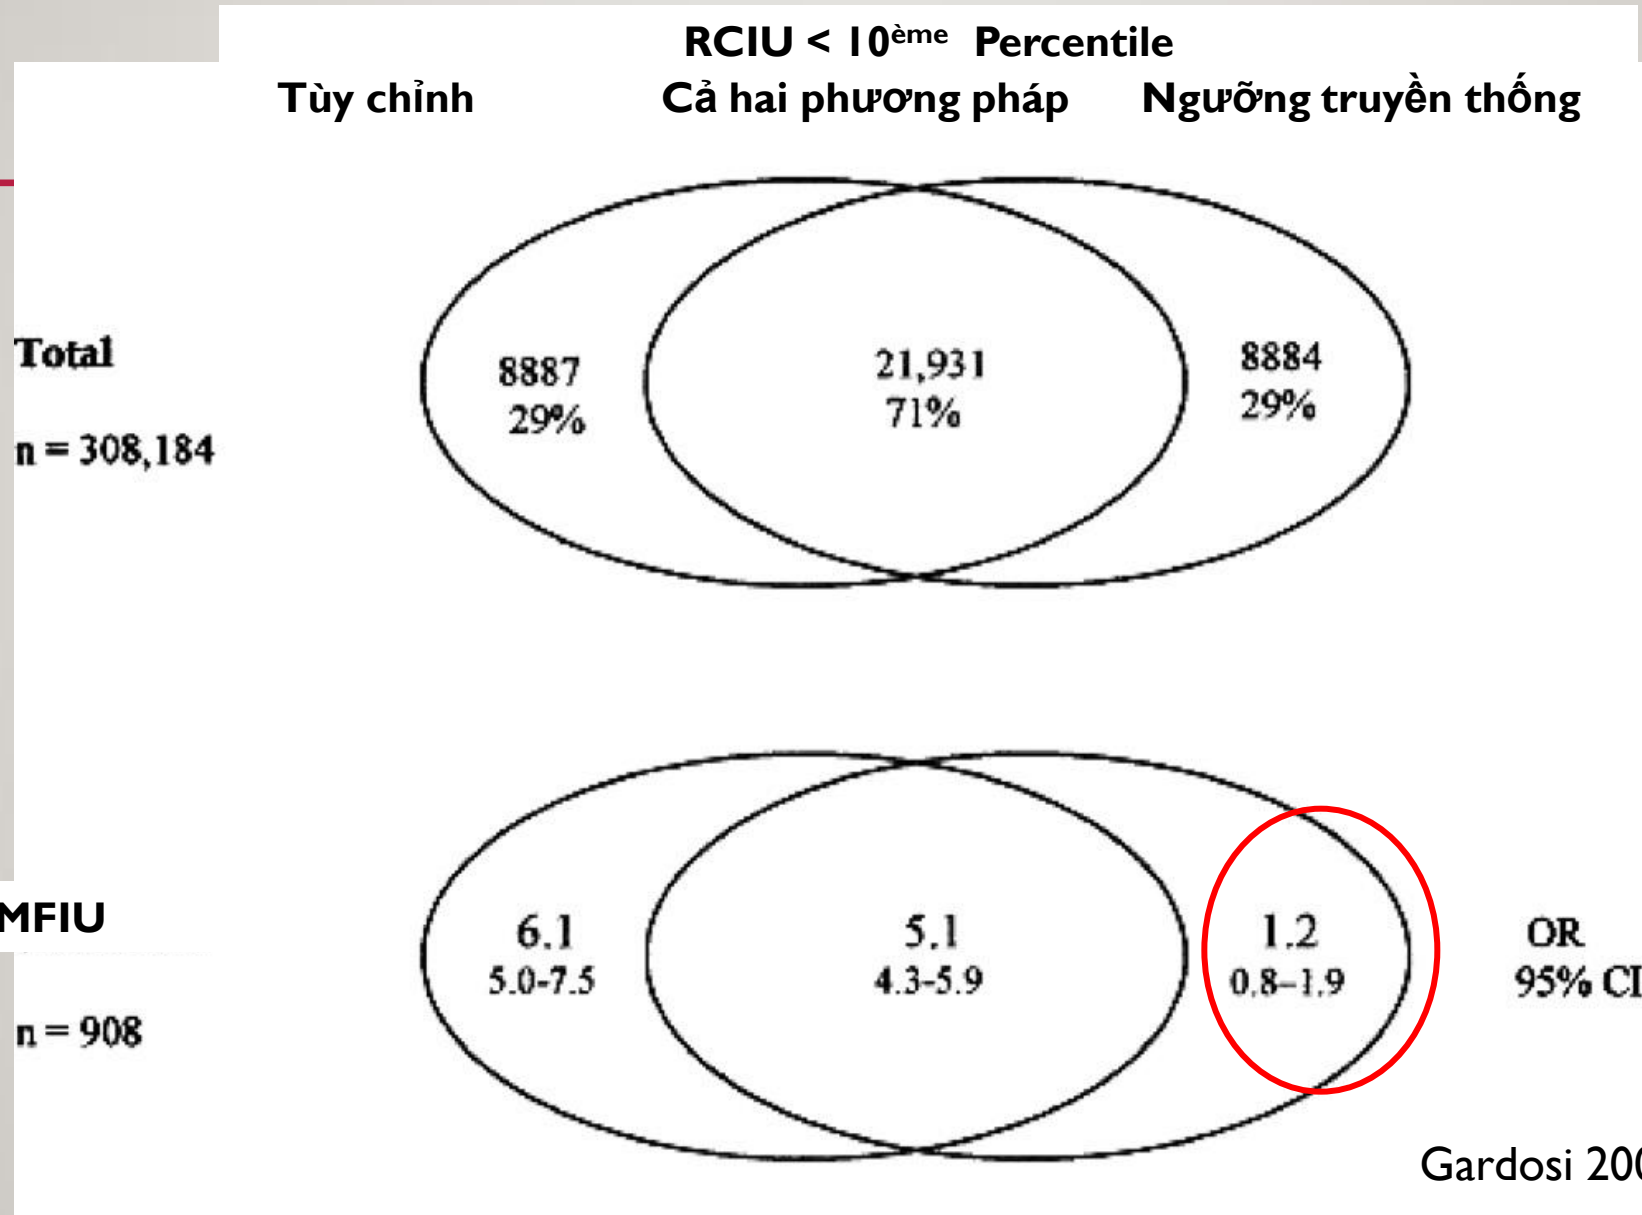 RCIU < 10ème Percentile
Tùy chỉnh Cả hai phương pháp Ngưỡng truyền thống
Total
n = 308,184
8887
29%
21,931
71%
8884
29%
MFIU
n = 908
6.1
5.0-7.5
5.1
4.3-5.9
1.2
0.8–1.9
OR
95% CI
Gardosi 200